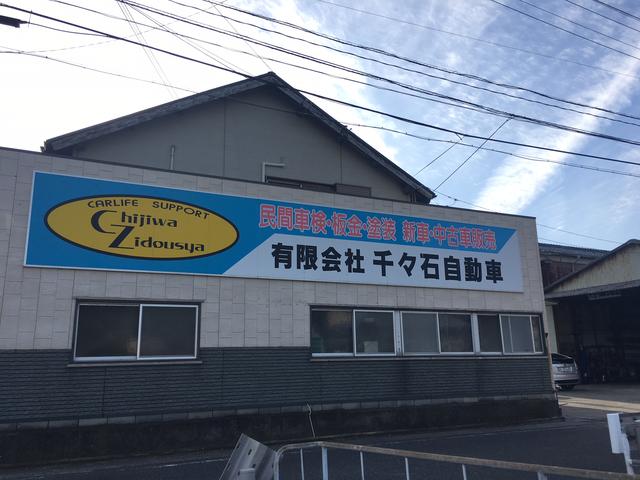 CARLIFE SUPPORT
Chijiwa
Zidousya
民間車検・板金・塗装 新車・中古車販売
有限会社 千々石自動車